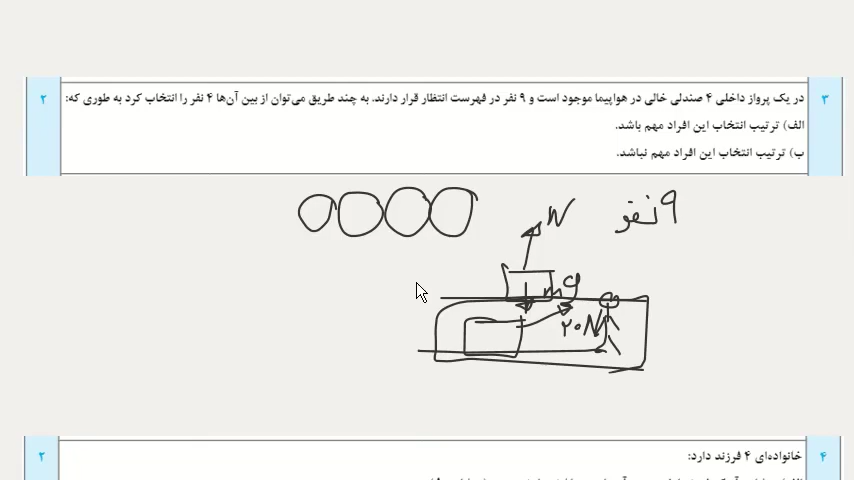 ۳ در یک پرواز داخلی ۴ صندلی خالی در هواپیما موجود است و ۹ نفر در فهرست انتظار قرار دارند. به چند طریق می‌توان از بین آن‌ها ۴ نفر را انتخاب کرد به طوری که: ۲
الف) ترتیب انتخاب این افراد مهم باشد.
ب) ترتیب انتخاب این افراد مهم نباشد.
۹ نفر
N
mg
۲۰N
۴ خانواده‌ای ۴ فرزند دارد: ۲